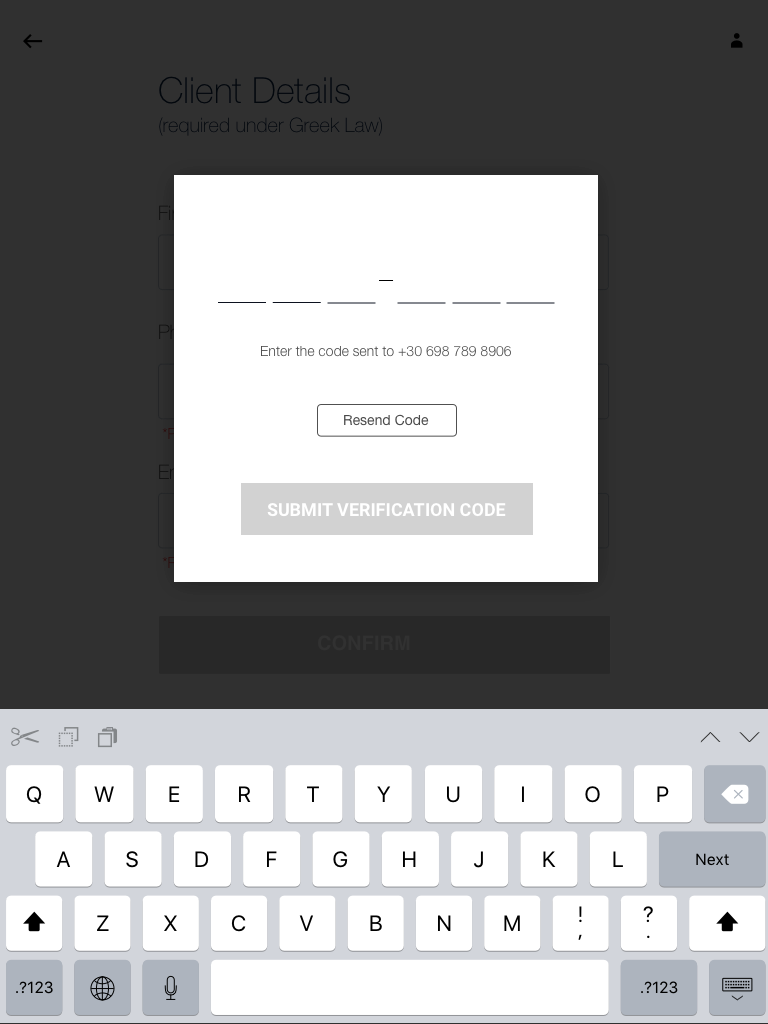 Client Details
(required under Greek Law)
Enter the code sent to +30 698 789 8906
Resend Code
SUBMIT VERIFICATION CODE
CONFIRM
Q W E R T Y U I O P
A S D F G H J K L Next
Z X C V B N M ! , ? .
.?123 .?123